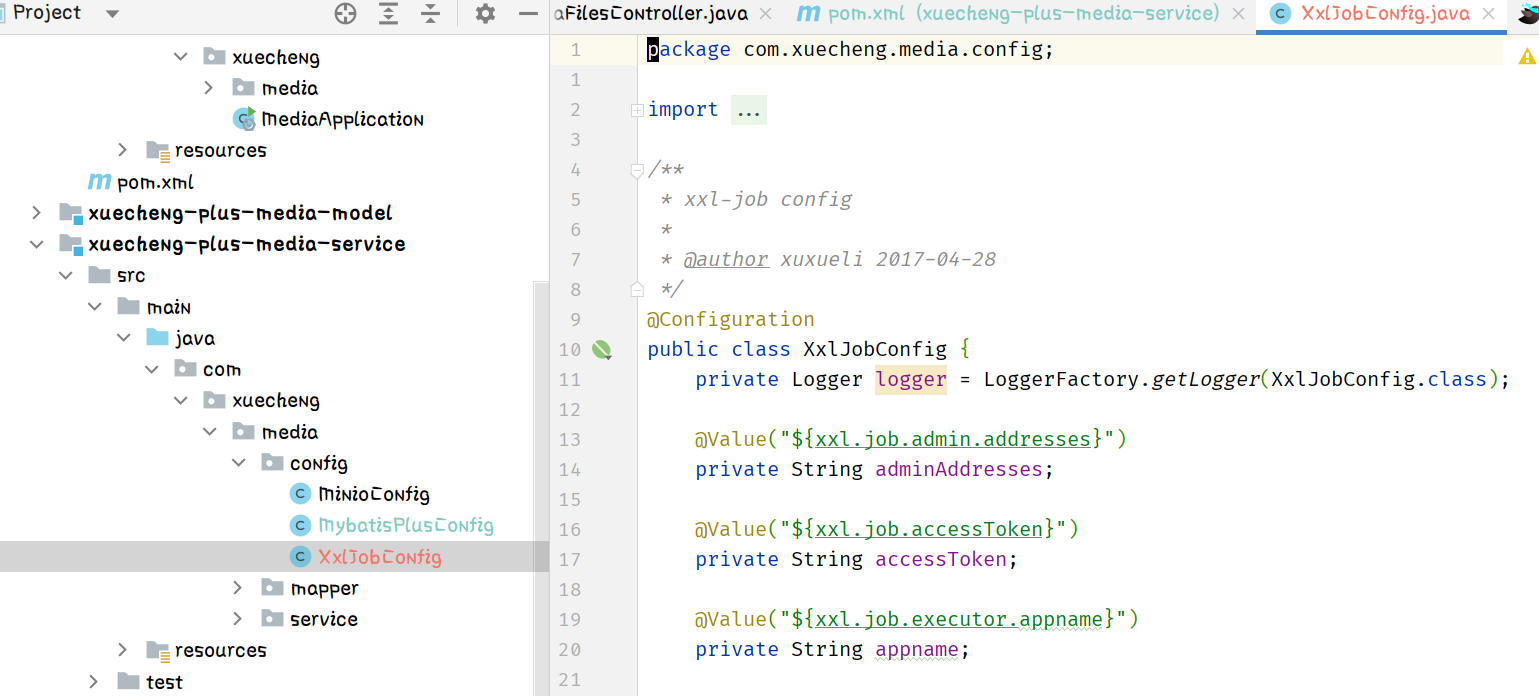 Project
xuecheng
media
MediaApplication
resources
pom.xml
xuecheng-plus-media-model
xuecheng-plus-media-service
src
main
java
com
xuecheng
media
config
MinioConfig
MybatisPlusConfig
XxlJobConfig
mapper
service
resources
test
aFilesController.java
pom.xml (xuecheng-plus-media-service)
XxlJobConfig.java
1 package com.xuecheng.media.config;
1
2 import ...
3
4 /**
5 * xxl-job config
6 *
7 * @author xuxueli 2017-04-28
8 */
9 @Configuration
10 public class XxlJobConfig {
11 private Logger logger = LoggerFactory.getLogger(XxlJobConfig.class);
12
13 @Value("${xxl.job.admin.addresses}")
14 private String adminAddresses;
15
16 @Value("${xxl.job.accessToken}")
17 private String accessToken;
18
19 @Value("${xxl.job.executor.appname}")
20 private String appname;
21